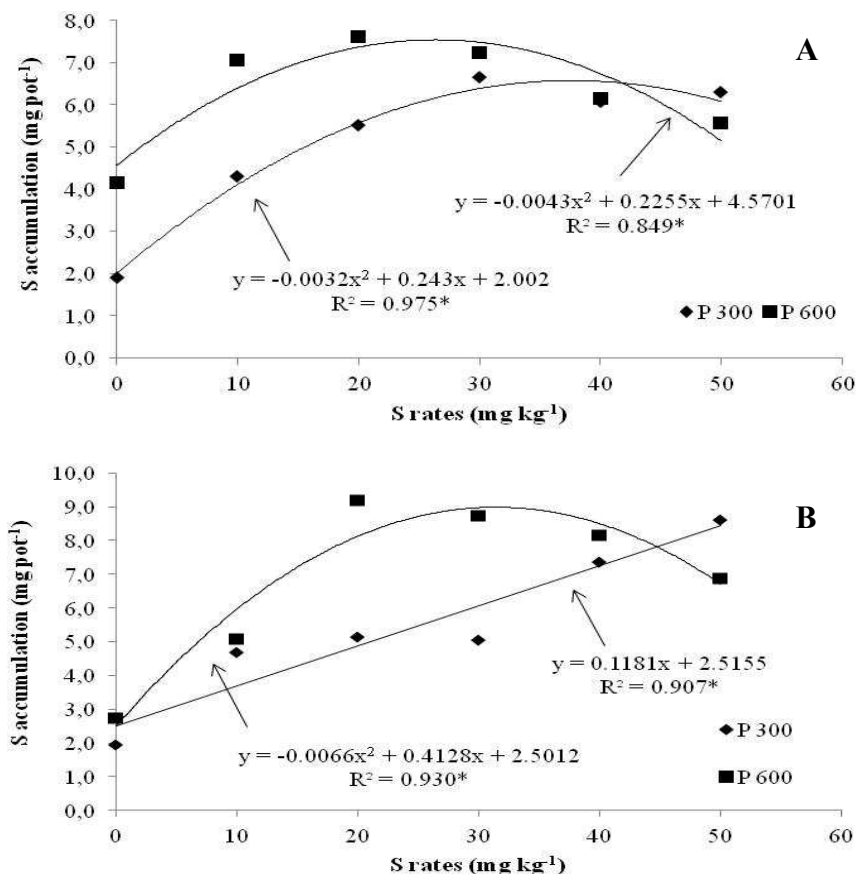 A
8,0
7,0
6,0
5,0
4,0
3,0
2,0
1,0
0,0
S accumulation (mg pot⁻¹)
y = -0.0043x² + 0.2255x + 4.5701
R² = 0.849*
y = -0.0032x² + 0.243x + 2.002
R² = 0.975*
P 300 P 600
0 10 20 30 40 50 60
S rates (mg kg⁻¹)
B
10,0
9,0
8,0
7,0
6,0
5,0
4,0
3,0
2,0
1,0
0,0
S accumulation (mg pot⁻¹)
y = 0.1181x + 2.5155
R² = 0.907*
y = -0.0066x² + 0.4128x + 2.5012
R² = 0.930*
P 300
P 600
0 10 20 30 40 50 60
S rates (mg kg⁻¹)